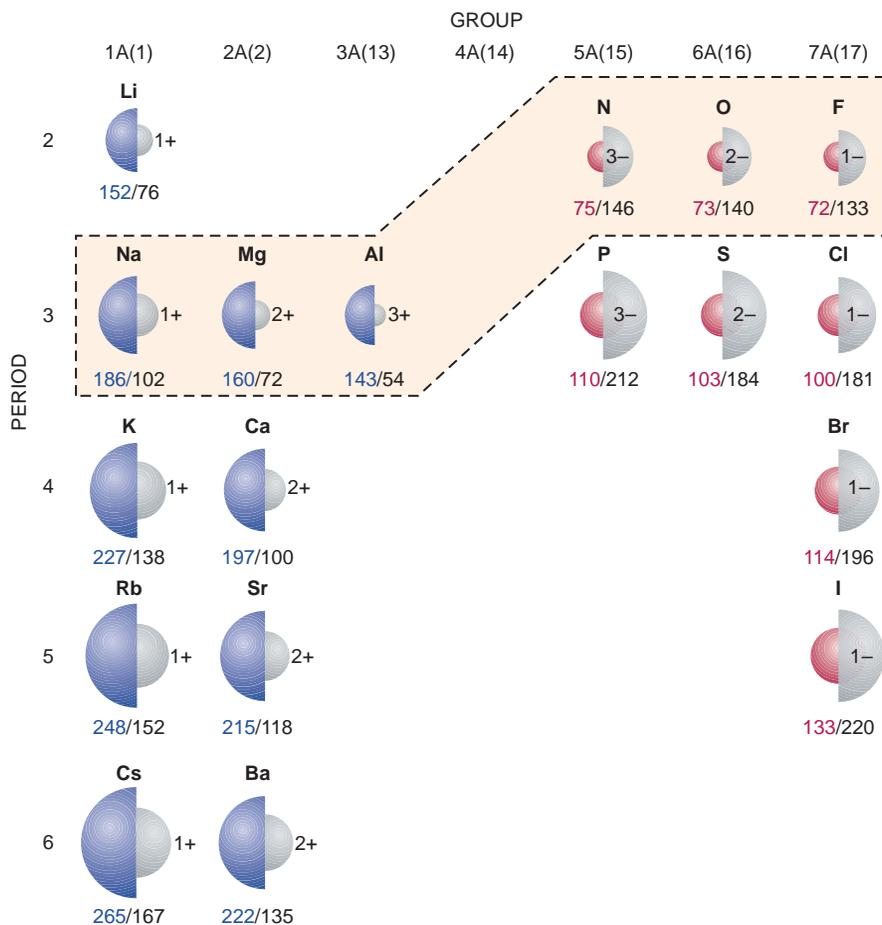 GROUP
1A(1) 2A(2) 3A(13) 4A(14) 5A(15) 6A(16) 7A(17)
Li N O F
2 1+ 3– 2– 1–
152/76 75/146 73/140 72/133
Na Mg Al P S Cl
3 1+ 2+ 3+ 3– 2– 1–
186/102 160/72 143/54 110/212 103/184 100/181
PERIOD
K Ca Br
4 1+ 2+ 1–
227/138 197/100 114/196
Rb Sr I
5 1+ 2+ 1–
248/152 215/118 133/220
Cs Ba
6 1+ 2+
265/167 222/135